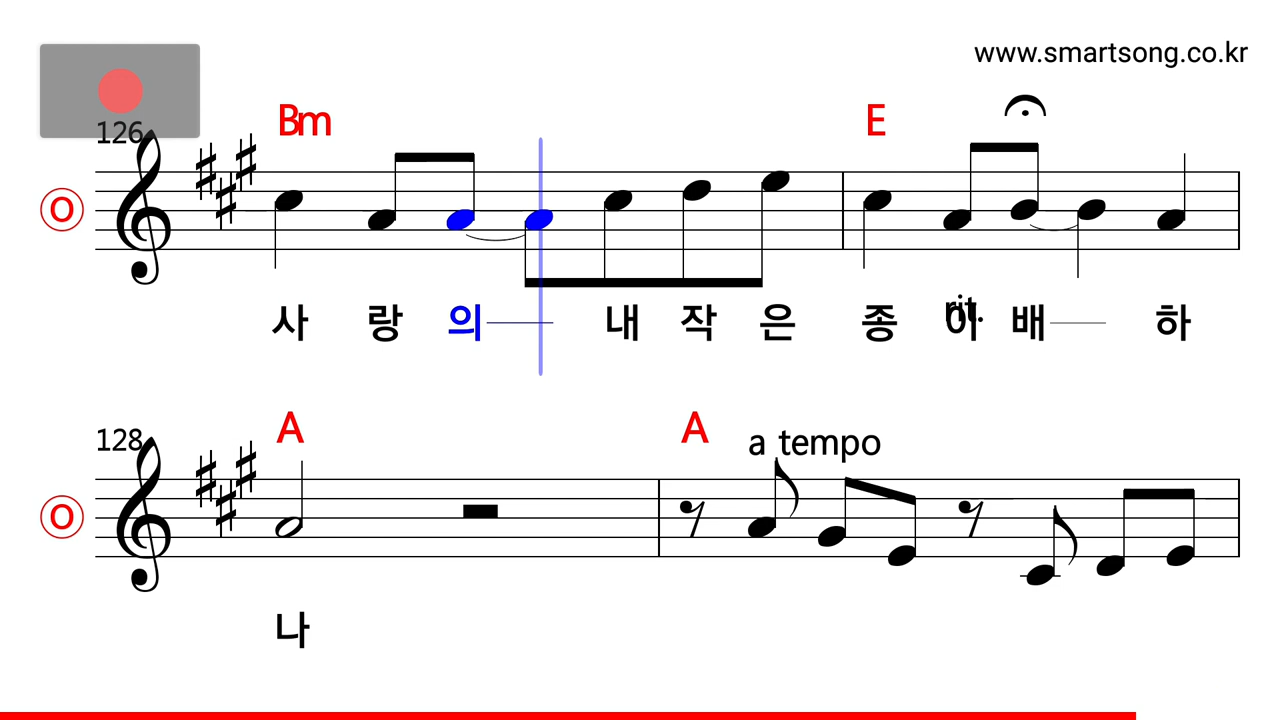 www.smartsong.co.kr
126
Bm E
O
rit.
사 랑 의 내 작 은 종 이 배 하
128
A A
a tempo
O
나